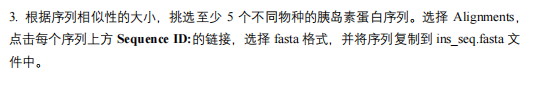 3. 根据序列相似性的大小，挑选至少 5 个不同物种的胰岛素蛋白序列。选择 Alignments，
点击每个序列上方 Sequence ID:的链接，选择 fasta 格式，并将序列复制到 ins_seq.fasta 文
件中。